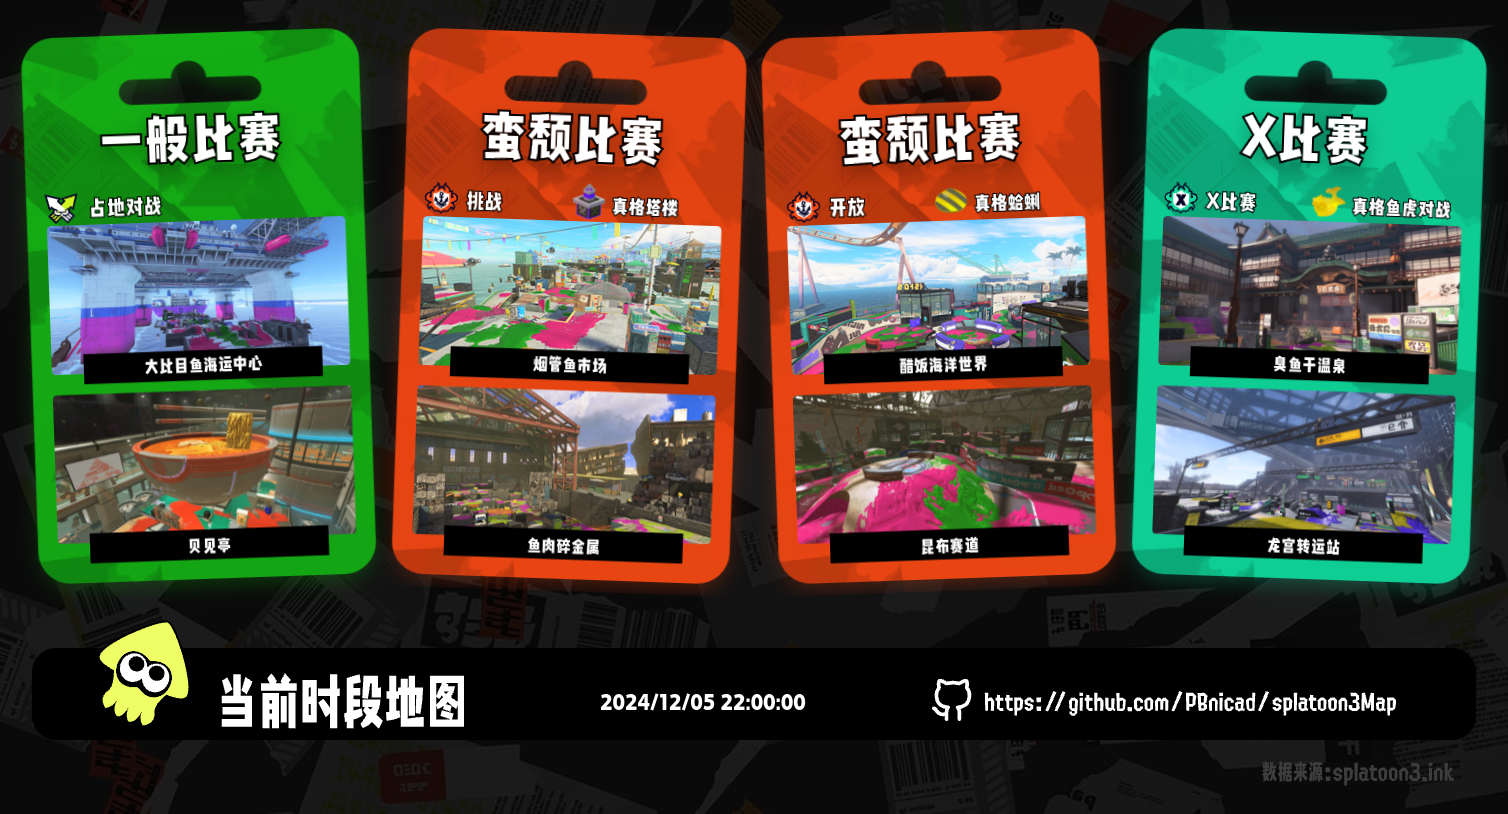 一般比赛
占地对战
大比目鱼海运中心
贝见亭
蛮颓比赛
挑战
真格塔楼
烟管鱼市场
鱼肉碎金属
蛮颓比赛
开放
真格蛤蜊
醋饭海洋世界
昆布赛道
X比赛
X比赛
真格鱼虎对战
臭鱼干温泉
龙宫转运站
当前时段地图
2024/12/05 22:00:00
https://github.com/PBnicad/splatoon3Map
数据来源:splatoon3.ink